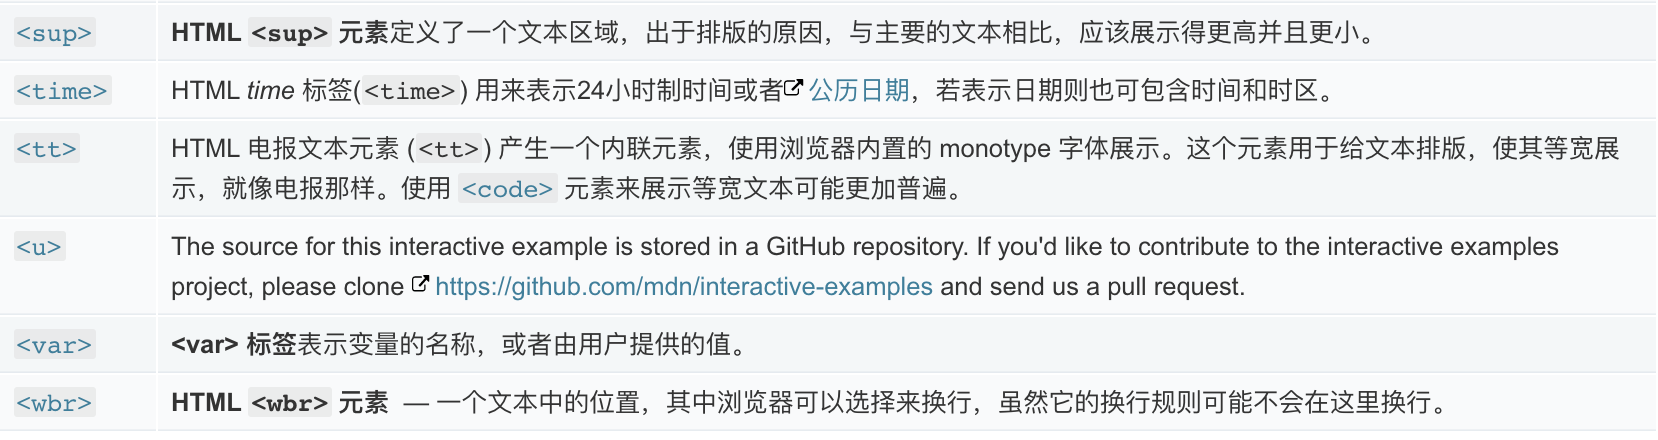 <sup> HTML <sup> 元素定义了一个文本区域，出于排版的原因，与主要的文本相比，应该展示得更高并且更小。
<time> HTML time 标签(<time>) 用来表示24小时制时间或者公历日期，若表示日期则也可包含时间和时区。
<tt> HTML 电报文本元素 (<tt>) 产生一个内联元素，使用浏览器内置的 monotype 字体展示。这个元素用于给文本排版，使其等宽展
示，就像电报那样。使用 <code> 元素来展示等宽文本可能更加普遍。
<u> The source for this interactive example is stored in a GitHub repository. If you'd like to contribute to the interactive examples
project, please clone https://github.com/mdn/interactive-examples and send us a pull request.
<var> <var> 标签表示变量的名称，或者由用户提供的值。
<wbr> HTML <wbr> 元素 — 一个文本中的位置，其中浏览器可以选择来换行，虽然它的换行规则可能不会在这里换行。